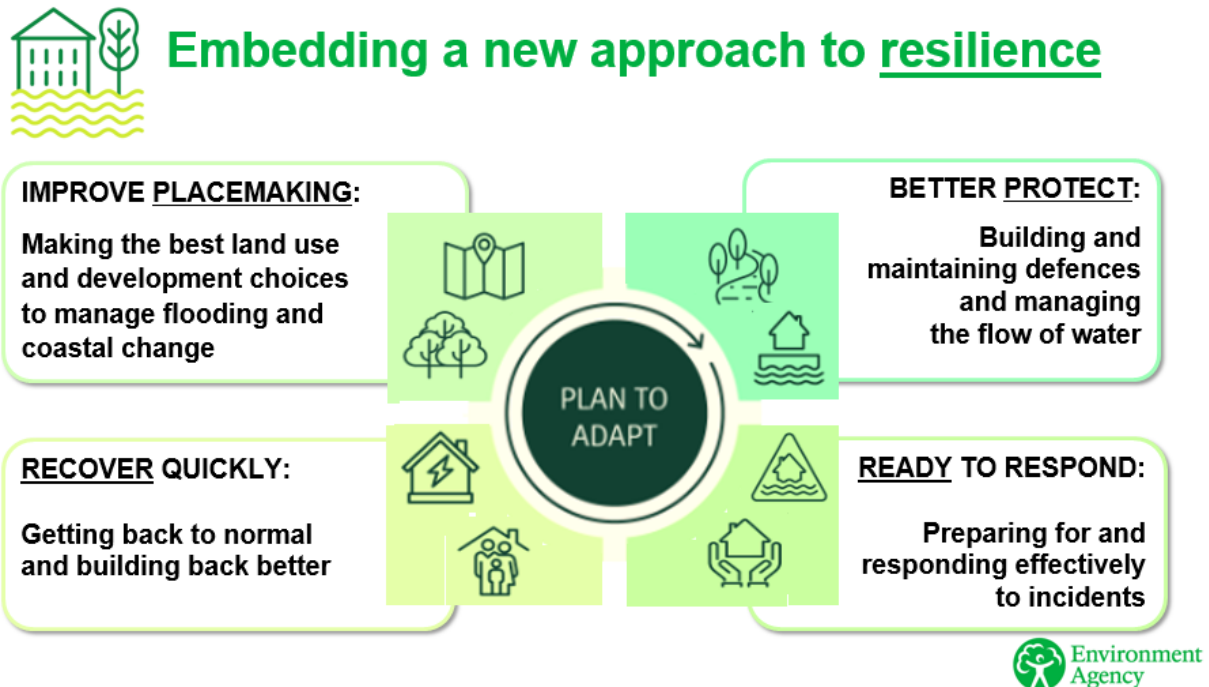 Embedding a new approach to resilience
IMPROVE PLACEMAKING:
Making the best land use
and development choices
to manage flooding and
coastal change
BETTER PROTECT:
Building and
maintaining defences
and managing
the flow of water
PLAN TO
ADAPT
RECOVER QUICKLY:
Getting back to normal
and building back better
READY TO RESPOND:
Preparing for and
responding effectively
to incidents
Environment
Agency